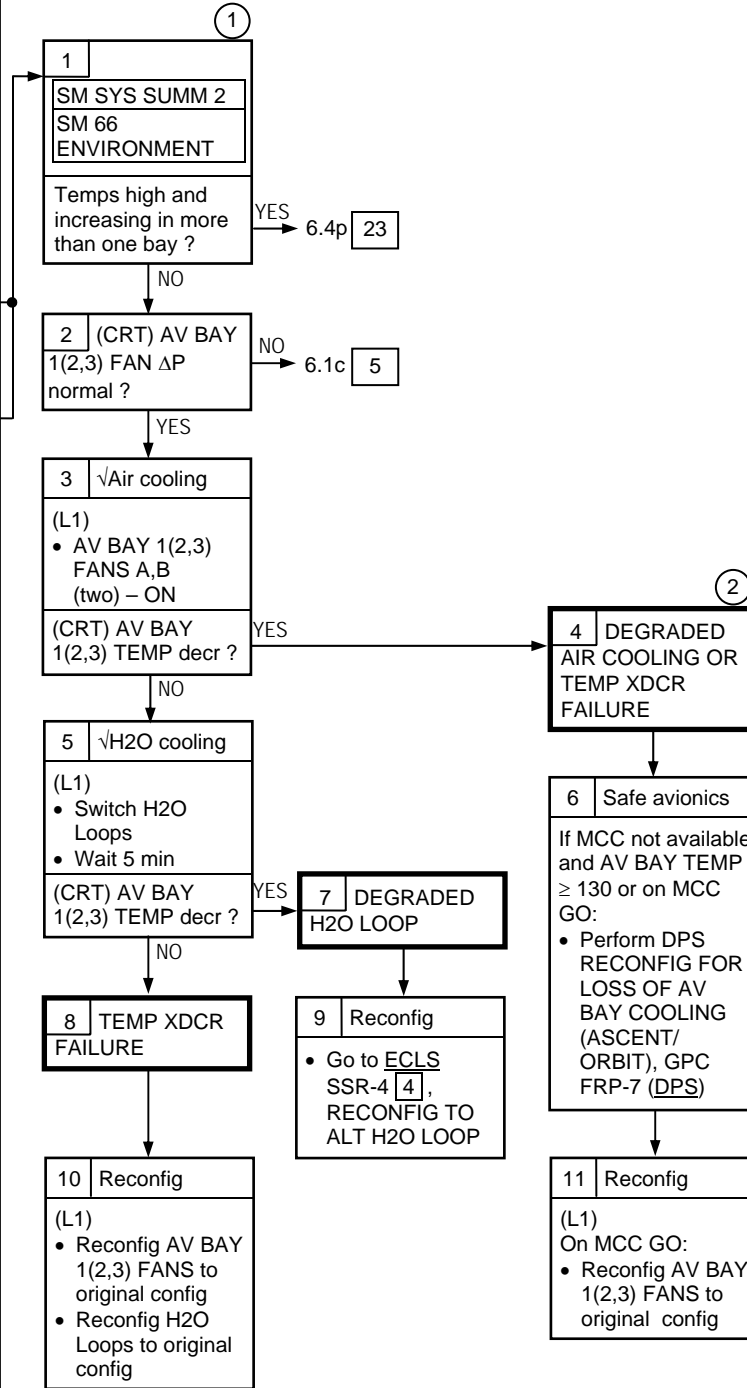 1
1
SM SYS SUMM 2
SM 66
ENVIRONMENT
Temps high and
increasing in more
than one bay ?
YES
6.4p 23
NO
2 (CRT) AV BAY
1(2,3) FAN ΔP
normal ?
NO
6.1c 5
YES
3 √Air cooling
(L1)
• AV BAY 1(2,3)
FANS A,B
(two) – ON
(CRT) AV BAY
1(2,3) TEMP decr ?
YES
NO
2
4 DEGRADED
AIR COOLING OR
TEMP XDCR
FAILURE
5 √H2O cooling
(L1)
• Switch H2O
Loops
• Wait 5 min
(CRT) AV BAY
1(2,3) TEMP decr ?
YES
NO
6 Safe avionics
If MCC not available
and AV BAY TEMP
≥ 130 or on MCC
GO:
• Perform DPS
RECONFIG FOR
LOSS OF AV
BAY COOLING
(ASCENT/
ORBIT), GPC
FRP-7 (DPS)
7 DEGRADED
H2O LOOP
8 TEMP XDCR
FAILURE
9 Reconfig
• Go to ECLS
SSR-4 4 ,
RECONFIG TO
ALT H2O LOOP
10 Reconfig
(L1)
• Reconfig AV BAY
1(2,3) FANS to
original config
• Reconfig H2O
Loops to original
config
11 Reconfig
(L1)
On MCC GO:
• Reconfig AV BAY
1(2,3) FANS to
original config